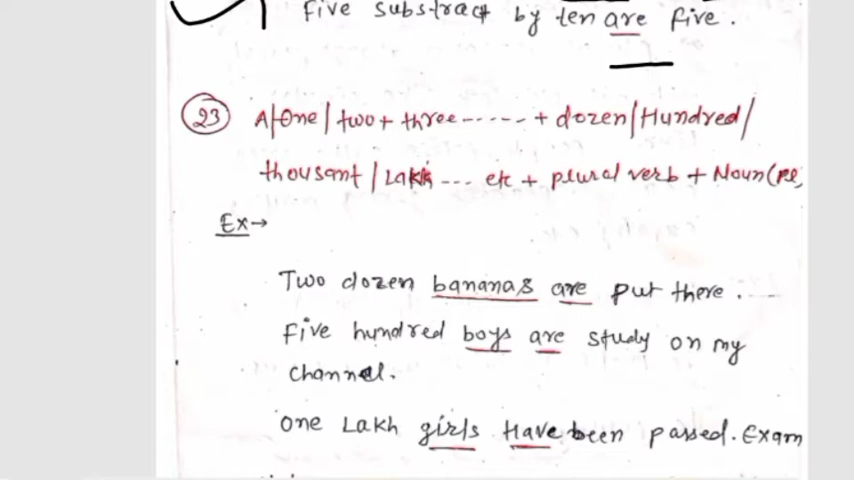 five substract by ten are five.
23 A/One/two + three...... + dozen/Hundred/
thousant/Lakh ... etc + plural verb + Noun(Pl,
Ex→
Two dozen bananas are put there.
five hundred boys are study on my
channel.
One Lakh girls Have been passed. Exam